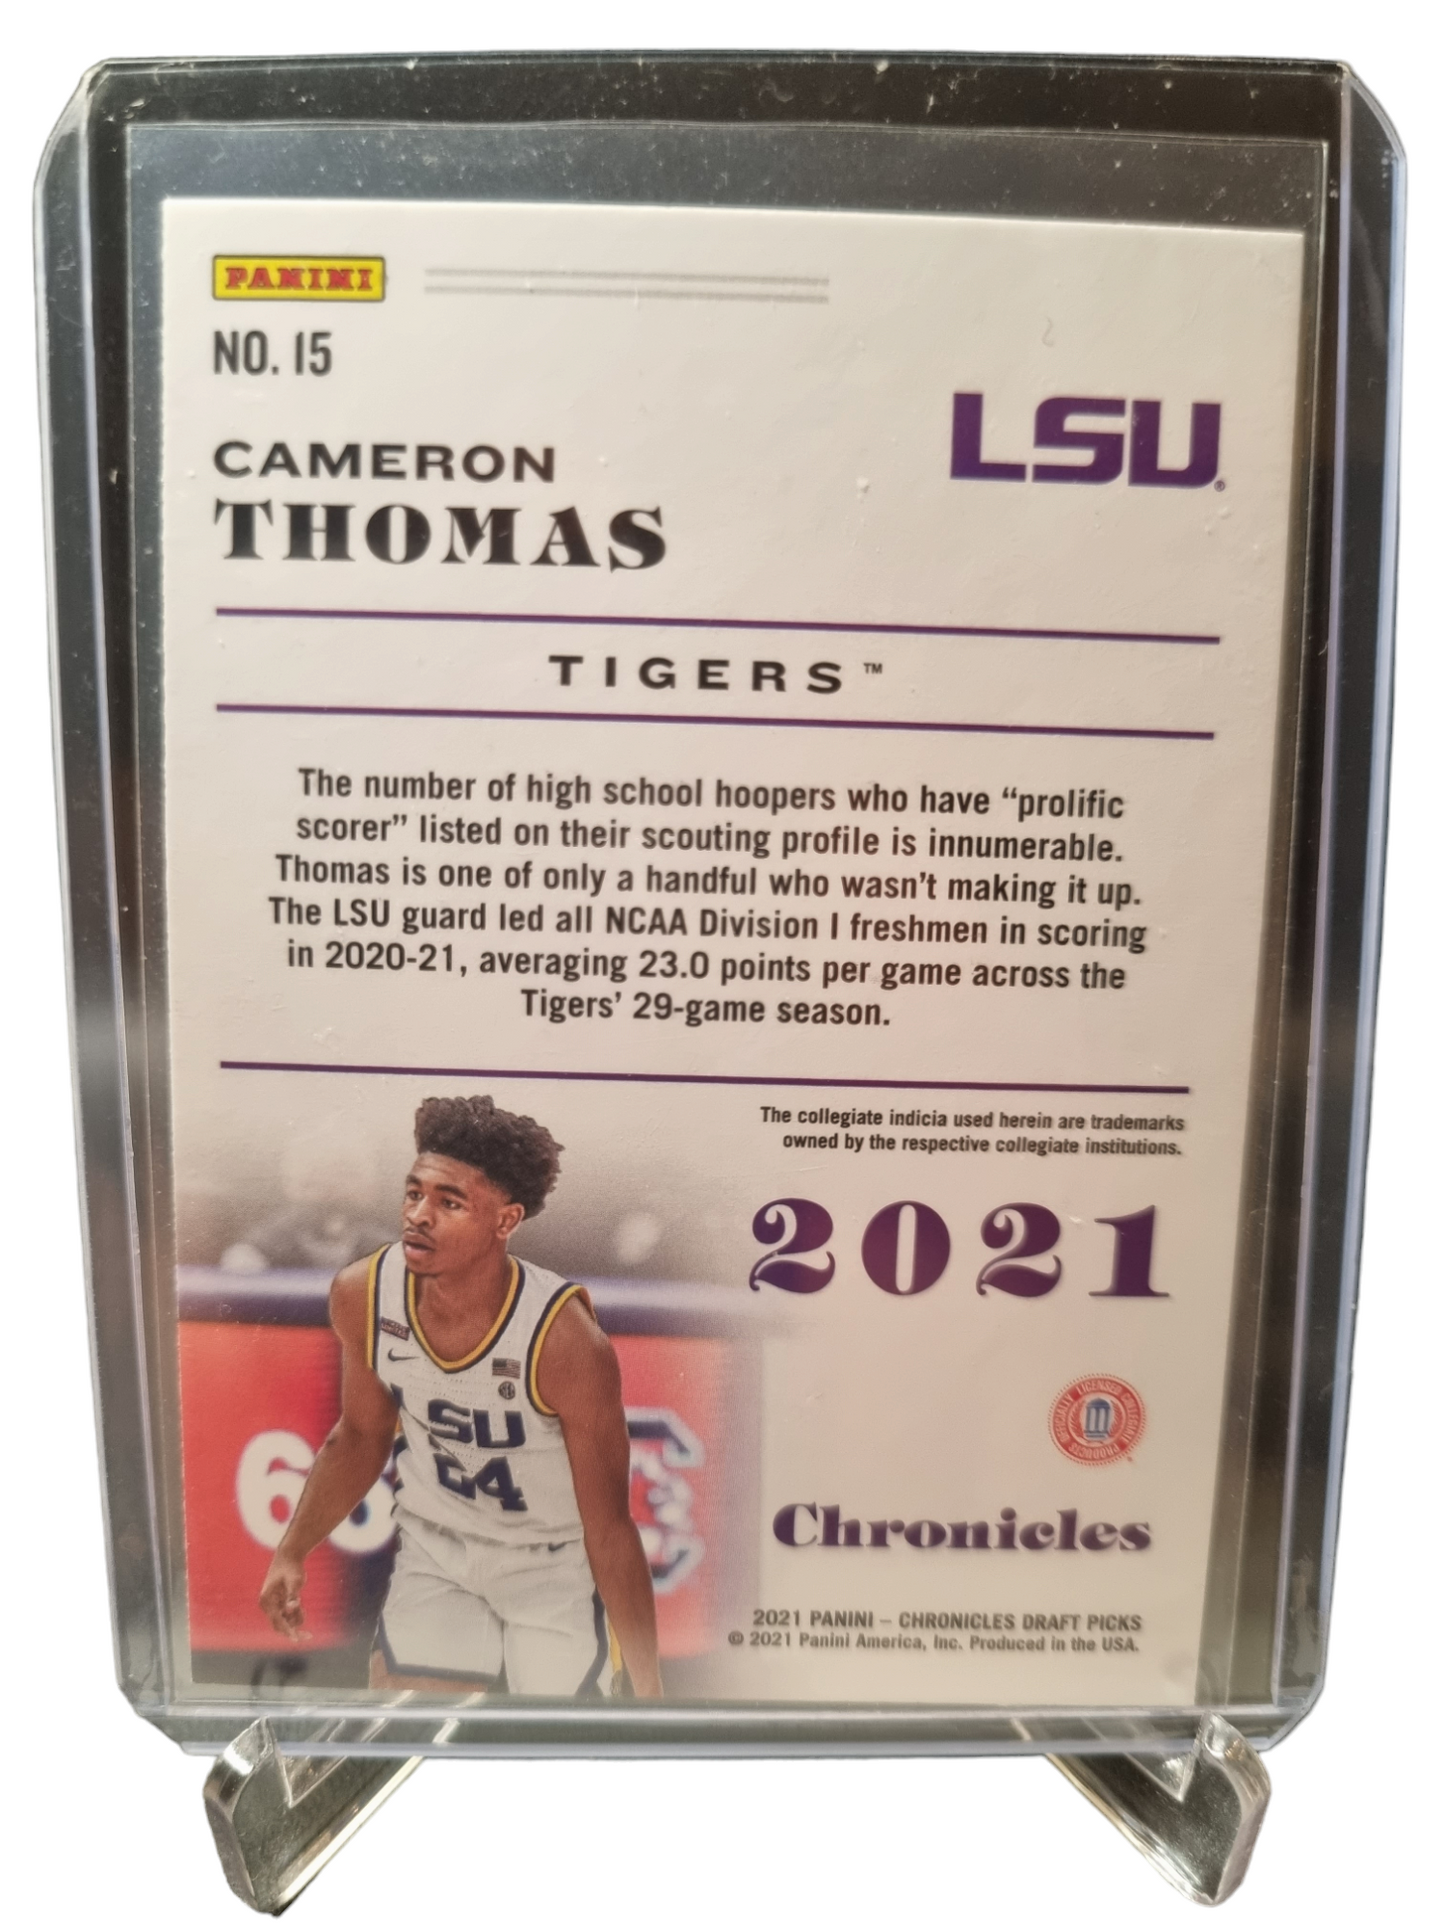 PANINI
NO. 15
CAMERON
THOMAS
LSU®
TIGERS™
The number of high school hoopers who have “prolific
scorer” listed on their scouting profile is innumerable.
Thomas is one of only a handful who wasn’t making it up.
The LSU guard led all NCAA Division I freshmen in scoring
in 2020-21, averaging 23.0 points per game across the
Tigers’ 29-game season.
The collegiate indicia used herein are trademarks
owned by the respective collegiate institutions.
2021
LSU
24
OFFICIALLY LICENSED COLLEGIATE PRODUCTS
Chronicles
2021 PANINI – CHRONICLES DRAFT PICKS
© 2021 Panini America, Inc. Produced in the USA.